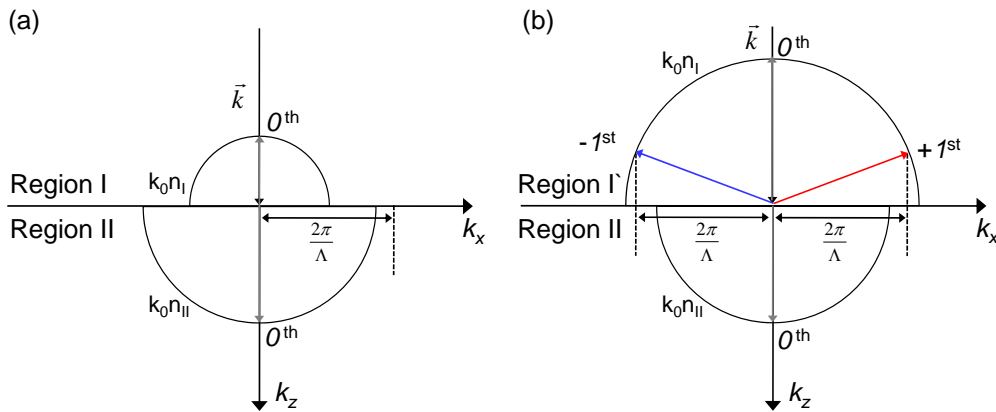 (a)
k⃗
0th
k0nI
Region I
Region II
2π
Λ
kx
k0nII
0th
kz
(b)
k⃗
0th
k0nI
-1st
+1st
Region I`
Region II
2π
Λ
2π
Λ
kx
k0nII
0th
kz